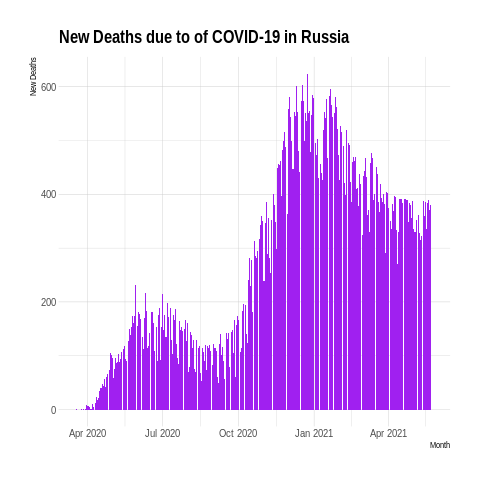 New Deaths due to of COVID-19 in Russia
New Deaths
600
400
200
0
Apr 2020 Jul 2020 Oct 2020 Jan 2021 Apr 2021
Month